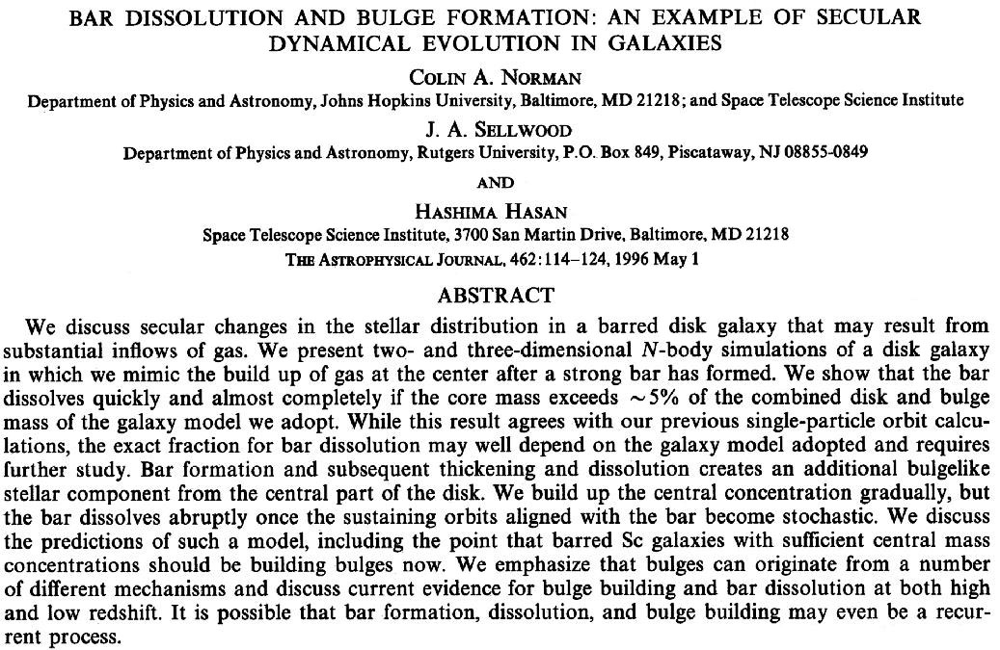 BAR DISSOLUTION AND BULGE FORMATION: AN EXAMPLE OF SECULAR
DYNAMICAL EVOLUTION IN GALAXIES
COLIN A. NORMAN
Department of Physics and Astronomy, Johns Hopkins University, Baltimore, MD 21218; and Space Telescope Science Institute
J. A. SELLWOOD
Department of Physics and Astronomy, Rutgers University, P.O. Box 849, Piscataway, NJ 08855-0849
AND
HASHIMA HASAN
Space Telescope Science Institute, 3700 San Martin Drive, Baltimore, MD 21218
THE ASTROPHYSICAL JOURNAL, 462:114–124, 1996 May 1
ABSTRACT
We discuss secular changes in the stellar distribution in a barred disk galaxy that may result from
substantial inflows of gas. We present two- and three-dimensional N-body simulations of a disk galaxy
in which we mimic the build up of gas at the center after a strong bar has formed. We show that the bar
dissolves quickly and almost completely if the core mass exceeds ~5% of the combined disk and bulge
mass of the galaxy model we adopt. While this result agrees with our previous single-particle orbit calcu-
lations, the exact fraction for bar dissolution may well depend on the galaxy model adopted and requires
further study. Bar formation and subsequent thickening and dissolution creates an additional bulgelike
stellar component from the central part of the disk. We build up the central concentration gradually, but
the bar dissolves abruptly once the sustaining orbits aligned with the bar become stochastic. We discuss
the predictions of such a model, including the point that barred Sc galaxies with sufficient central mass
concentrations should be building bulges now. We emphasize that bulges can originate from a number
of different mechanisms and discuss current evidence for bulge building and bar dissolution at both high
and low redshift. It is possible that bar formation, dissolution, and bulge building may even be a recur-
rent process.